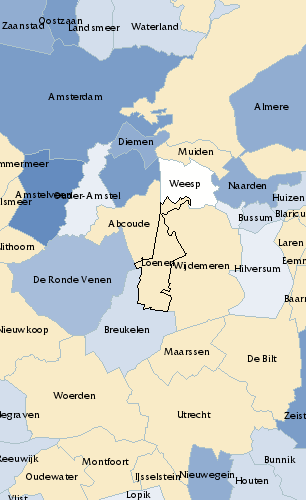 Oostzaan
Zaanstad
Landsmeer
Waterland
Amsterdam
Almere
Diemen
Muiden
mmermeer
Weesp
Naarden
Amstelveen
Ouder-Amstel
Huizen
lsmeer
Blaricu
Bussum
Abcoude
Uithoorn
Laren
Eemn
Loenen
Wijdemeren
Hilversum
De Ronde Venen
Baarn
Nieuwkoop
Breukelen
Maarssen
De Bilt
Woerden
Utrecht
degraven
Zeist
Reeuwijk
Montfoort
Bunnik
Oudewater
IJsselstein
Nieuwegein
Houten
Vlist
Lopik